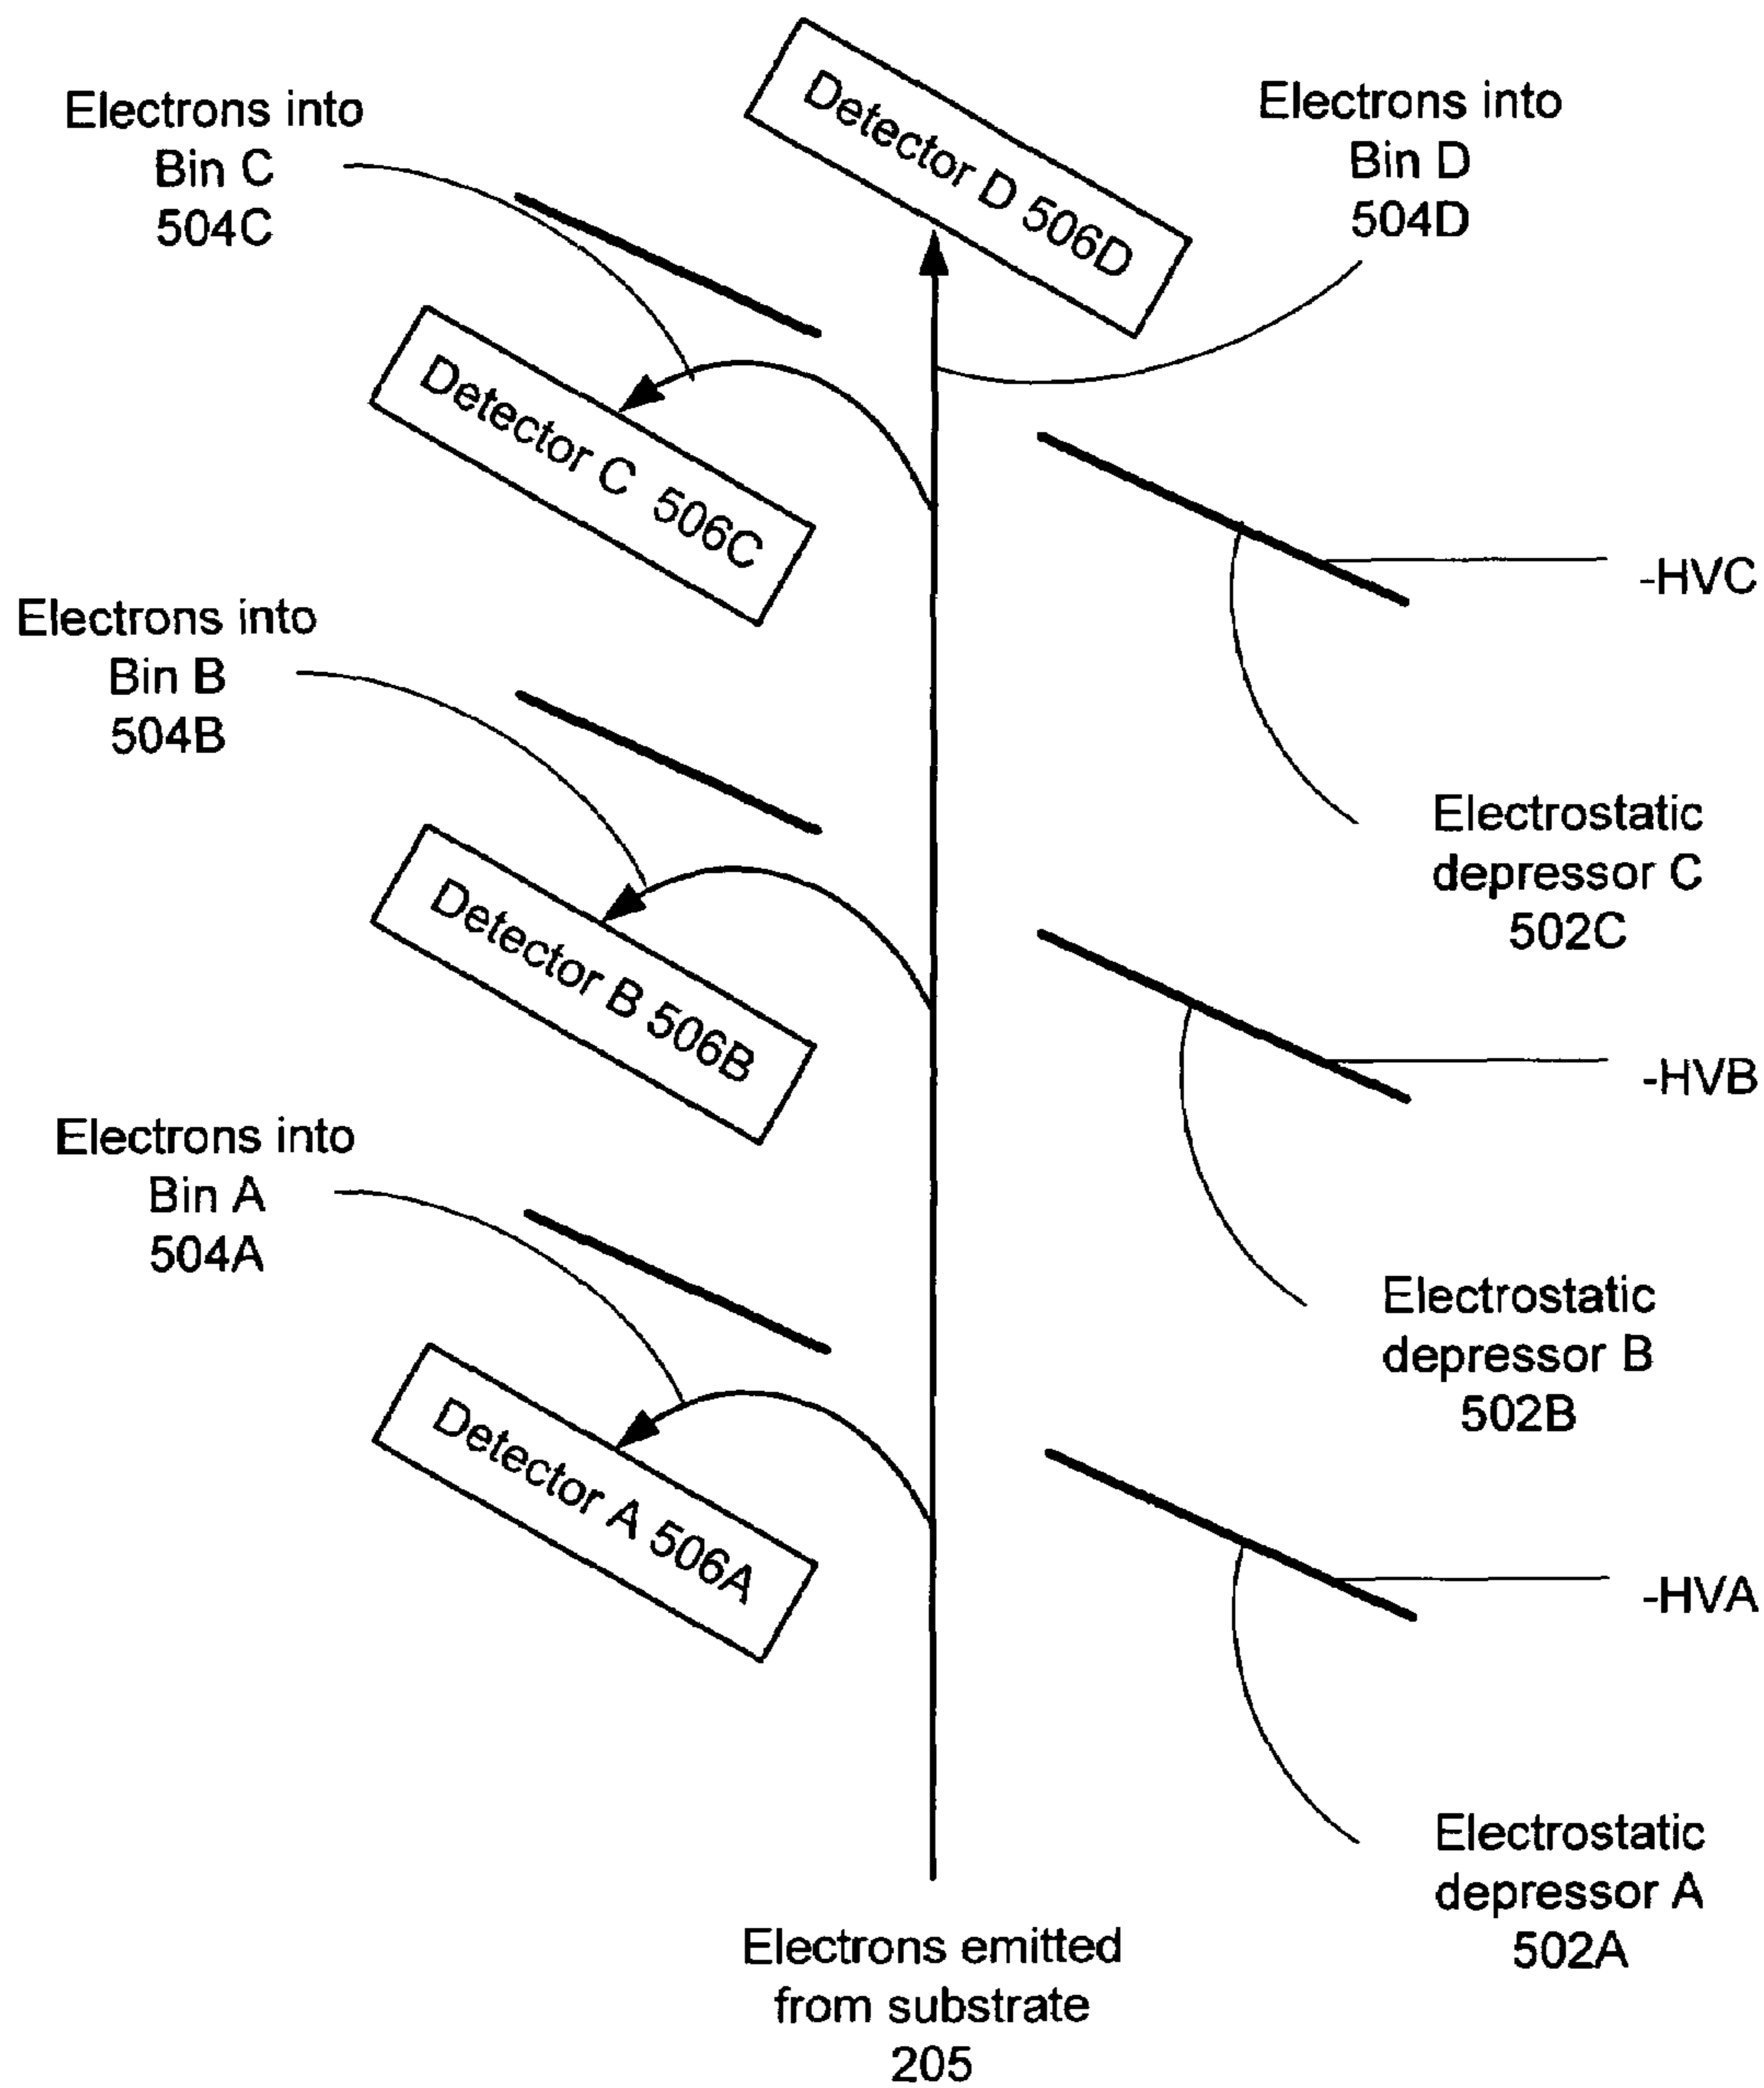 Detector D 506D
Electrons into
Bin C
504C
Electrons into
Bin D
504D
Detector C 506C
-HVC
Electrons into
Bin B
504B
Electrostatic
depressor C
502C
Detector B 506B
-HVB
Electrons into
Bin A
504A
Electrostatic
depressor B
502B
Detector A 506A
-HVA
Electrostatic
depressor A
502A
Electrons emitted
from substrate
205